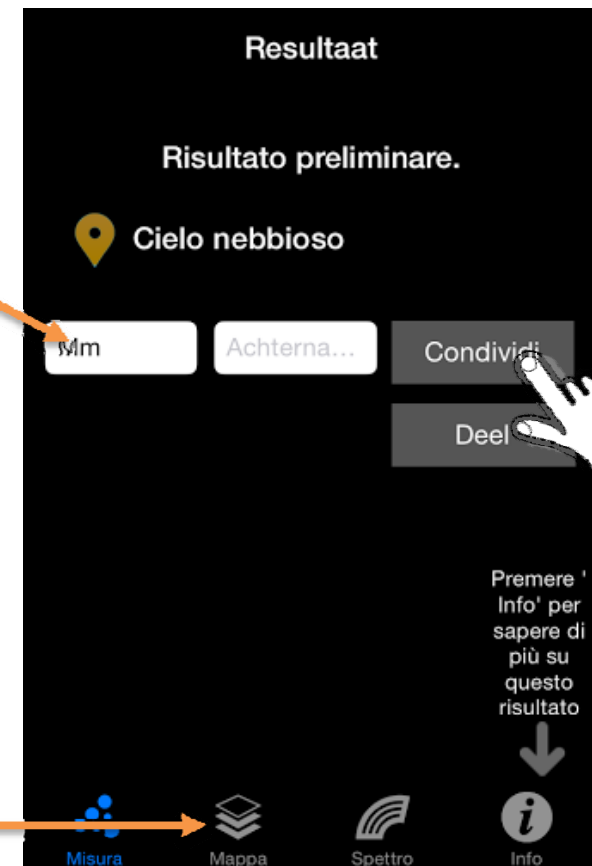 Resultaat
Risultato preliminare.
Cielo nebbioso
Mm
Achterna...
Condividi
Deel
Premere '
Info' per
sapere di
più su
questo
risultato
Misura
Mappa
Spettro
Info